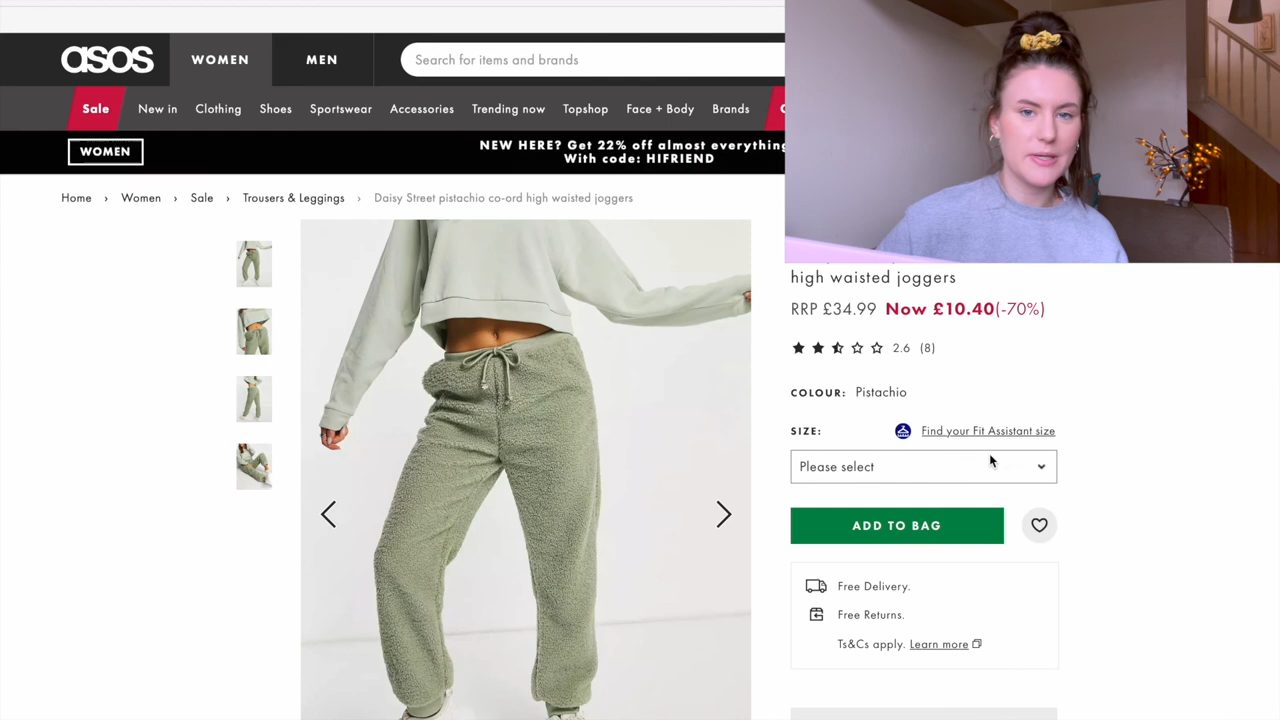 asos
WOMEN
MEN
Search for items and brands
Sale
New in
Clothing
Shoes
Sportswear
Accessories
Trending now
Topshop
Face + Body
Brands
NEW HERE? Get 22% off almost everything
With code: HIFRIEND
WOMEN
Home › Women › Sale › Trousers & Leggings › Daisy Street pistachio co-ord high waisted joggers
high waisted joggers
RRP £34.99 Now £10.40(-70%)
2.6 (8)
COLOUR: Pistachio
SIZE: Find your Fit Assistant size
Please select
ADD TO BAG
Free Delivery.
Free Returns.
Ts&Cs apply. Learn more